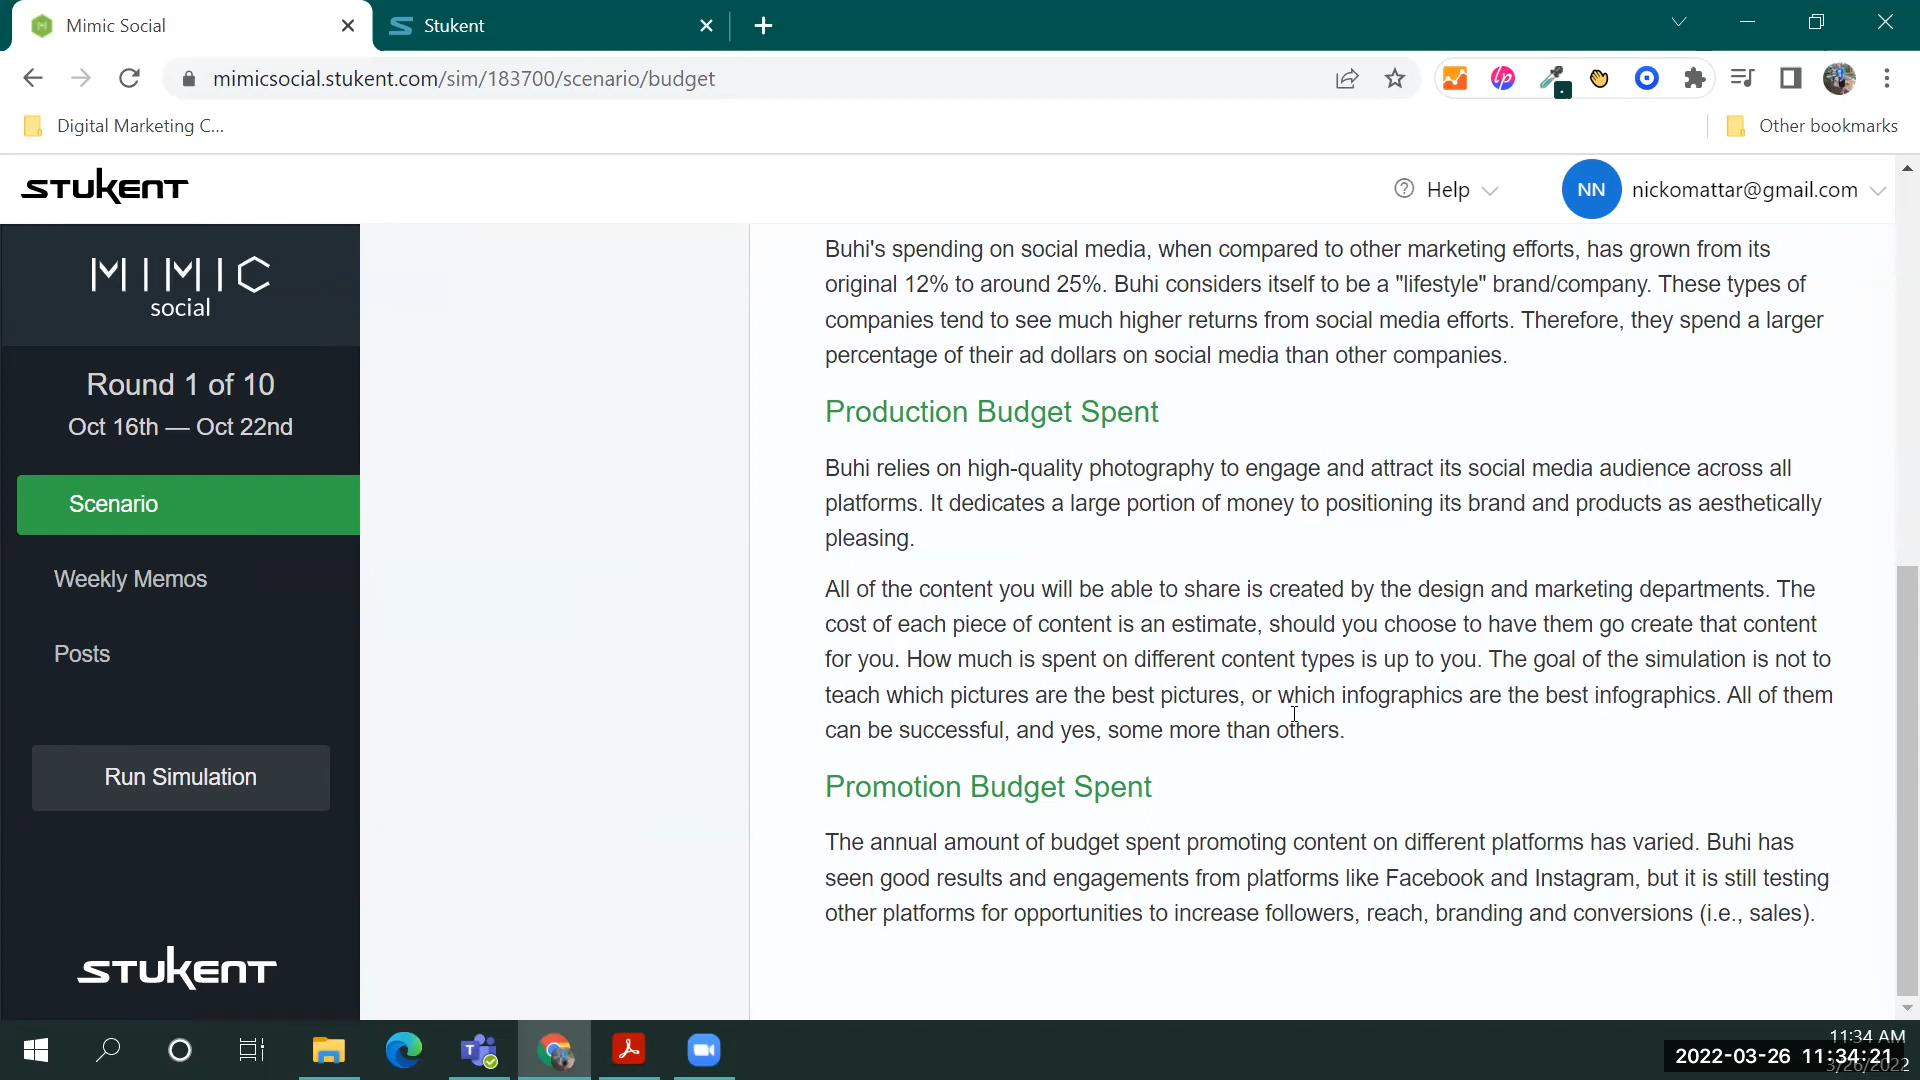 Mimic Social
Stukent
mimicsocial.stukent.com/sim/183700/scenario/budget
Digital Marketing C...
Other bookmarks
STUKENT
Help
NN
nickomattar@gmail.com
MIMIC
social
Round 1 of 10
Oct 16th — Oct 22nd
Scenario
Weekly Memos
Posts
Run Simulation
STUKENT
Buhi's spending on social media, when compared to other marketing efforts, has grown from its
original 12% to around 25%. Buhi considers itself to be a "lifestyle" brand/company. These types of
companies tend to see much higher returns from social media efforts. Therefore, they spend a larger
percentage of their ad dollars on social media than other companies.
Production Budget Spent
Buhi relies on high-quality photography to engage and attract its social media audience across all
platforms. It dedicates a large portion of money to positioning its brand and products as aesthetically
pleasing.
All of the content you will be able to share is created by the design and marketing departments. The
cost of each piece of content is an estimate, should you choose to have them go create that content
for you. How much is spent on different content types is up to you. The goal of the simulation is not to
teach which pictures are the best pictures, or which infographics are the best infographics. All of them
can be successful, and yes, some more than others.
Promotion Budget Spent
The annual amount of budget spent promoting content on different platforms has varied. Buhi has
seen good results and engagements from platforms like Facebook and Instagram, but it is still testing
other platforms for opportunities to increase followers, reach, branding and conversions (i.e., sales).
11:34 AM
2022-03-26 11:34:21
3/26/2022